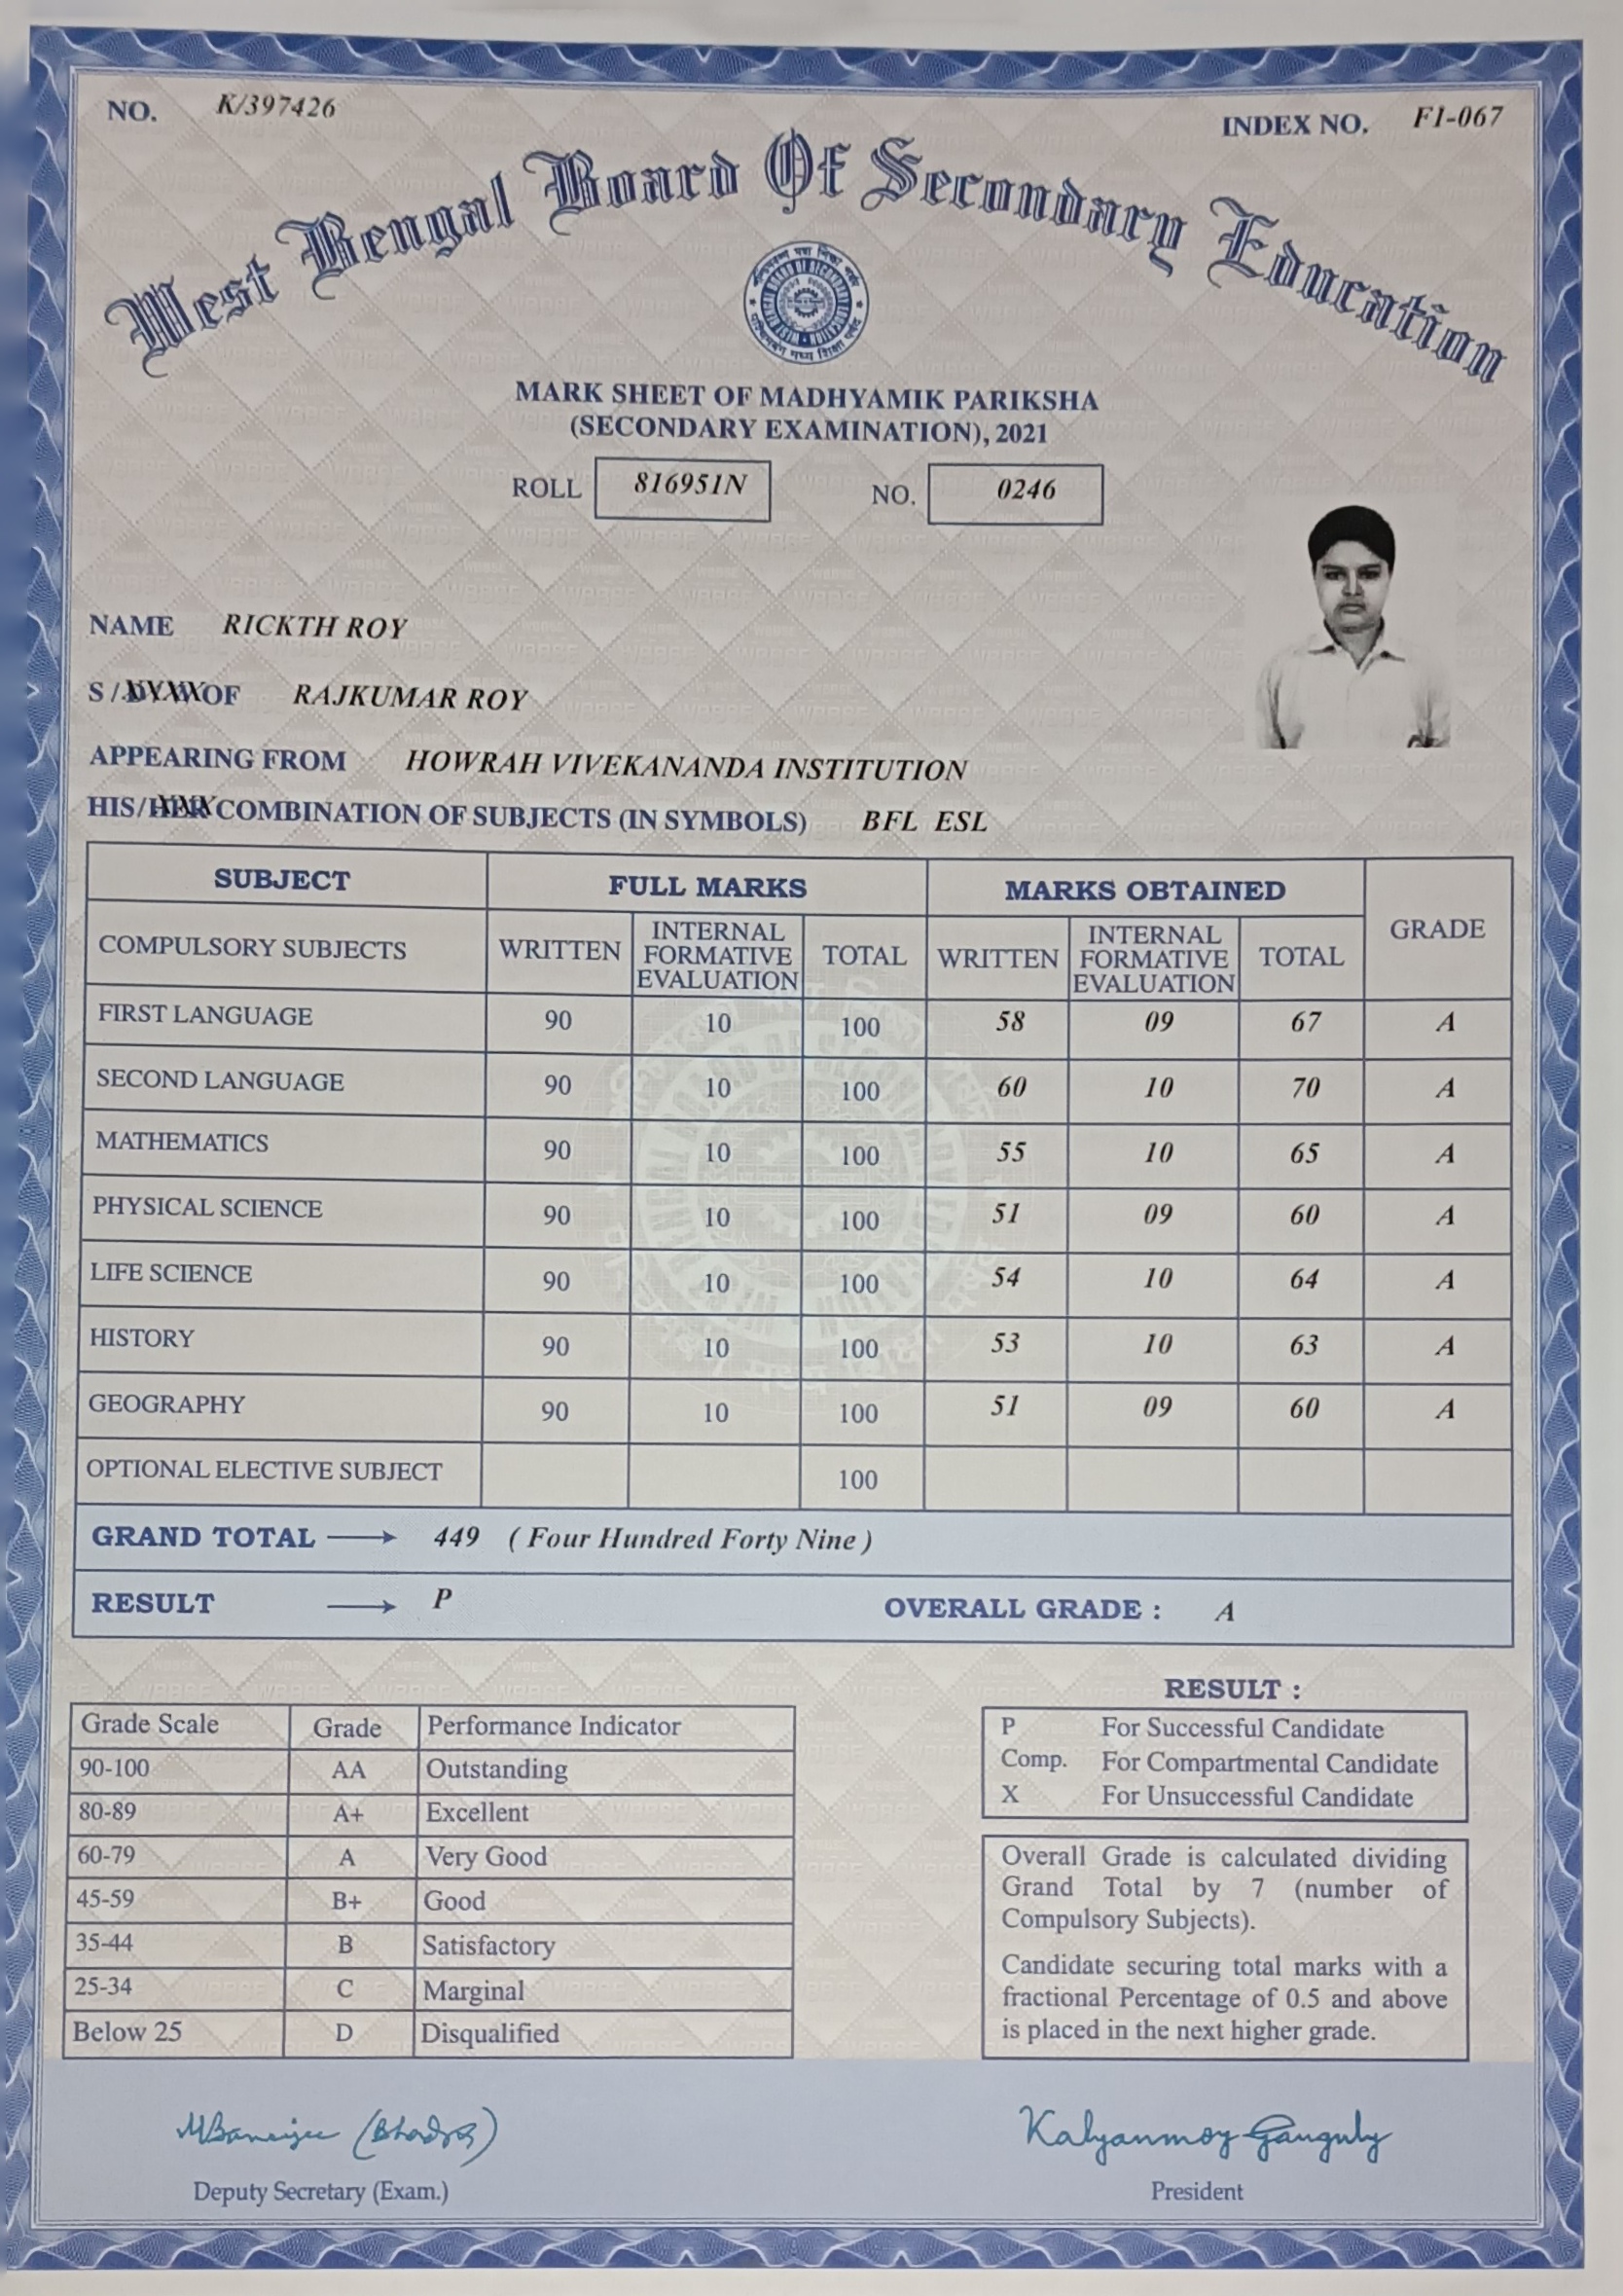 NO. K/397426 INDEX NO. F1-067
West Bengal Board Of Secondary Education
MARK SHEET OF MADHYAMIK PARIKSHA
(SECONDARY EXAMINATION), 2021
ROLL 816951N NO. 0246
NAME RICKTH ROY
S / OF RAJKUMAR ROY
APPEARING FROM HOWRAH VIVEKANANDA INSTITUTION
HIS/HER COMBINATION OF SUBJECTS (IN SYMBOLS) BFL ESL
SUBJECT FULL MARKS MARKS OBTAINED GRADE
COMPULSORY SUBJECTS WRITTEN INTERNAL FORMATIVE EVALUATION TOTAL WRITTEN INTERNAL FORMATIVE EVALUATION TOTAL
FIRST LANGUAGE 90 10 100 58 09 67 A
SECOND LANGUAGE 90 10 100 60 10 70 A
MATHEMATICS 90 10 100 55 10 65 A
PHYSICAL SCIENCE 90 10 100 51 09 60 A
LIFE SCIENCE 90 10 100 54 10 64 A
HISTORY 90 10 100 53 10 63 A
GEOGRAPHY 90 10 100 51 09 60 A
OPTIONAL ELECTIVE SUBJECT 100
GRAND TOTAL → 449 ( Four Hundred Forty Nine )
RESULT → P OVERALL GRADE : A
Grade Scale Grade Performance Indicator
90-100 AA Outstanding
80-89 A+ Excellent
60-79 A Very Good
45-59 B+ Good
35-44 B Satisfactory
25-34 C Marginal
Below 25 D Disqualified
RESULT :
P For Successful Candidate
Comp. For Compartmental Candidate
X For Unsuccessful Candidate
Overall Grade is calculated dividing
Grand Total by 7 (number of
Compulsory Subjects).
Candidate securing total marks with a
fractional Percentage of 0.5 and above
is placed in the next higher grade.
MBanerjee (Bhadra)
Deputy Secretary (Exam.)
Kalyanmoy Ganguly
President